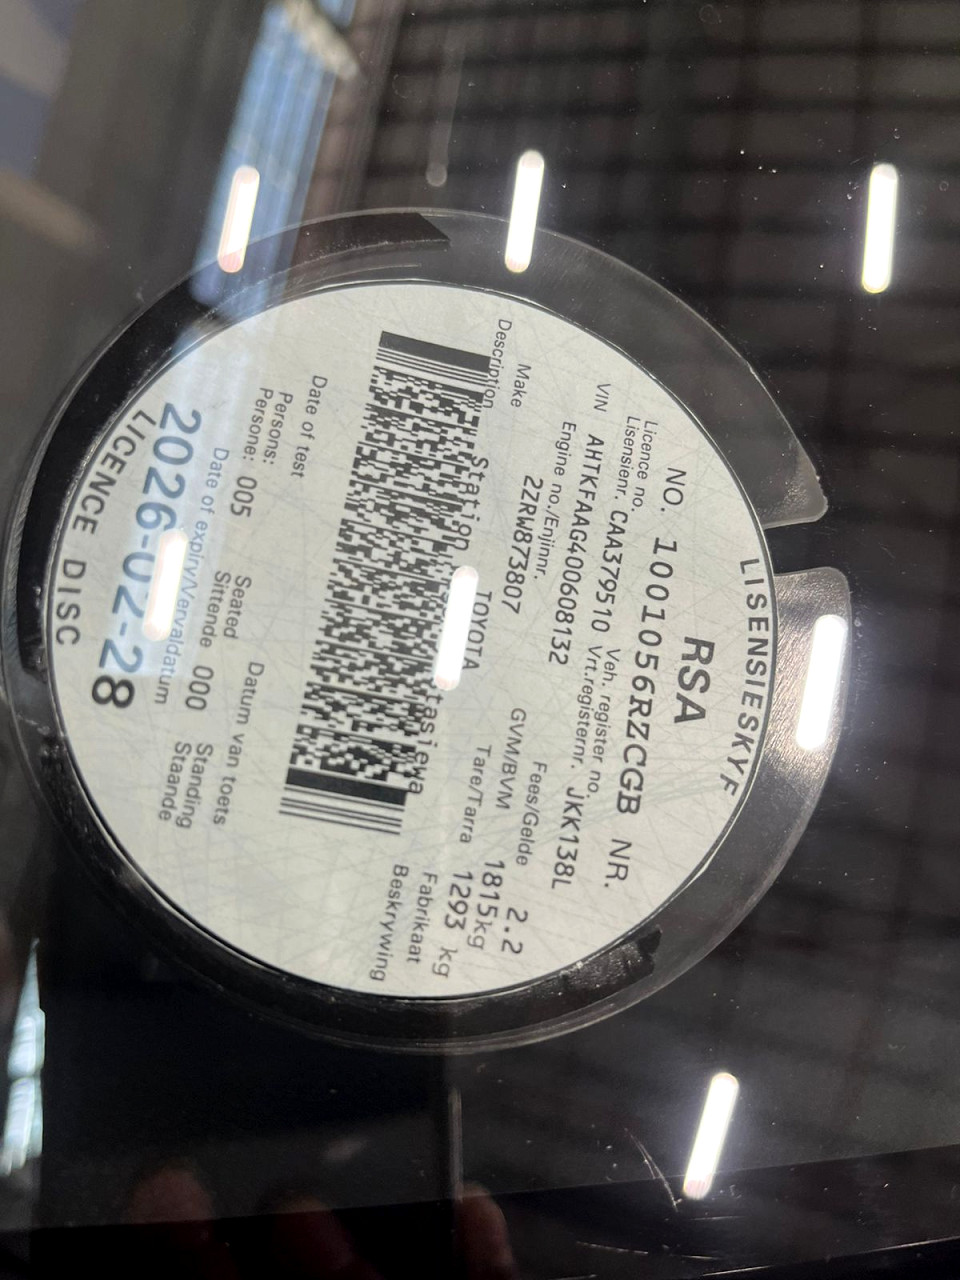 LISENSIESKYF
RSA
NO. 1001056RZCGB NR.
Licence no.
Lisensienr. CAA379510 Veh. register no.
Vrt.registernr. JKK138L
VIN AHTKFAAG400608132
Engine no./Enjinnr. Fees/Gelde 2.2
2ZRW873807 GVM/BVM 1815kg
Tare/Tarra 1293 kg
Make TOYOTA Fabrikaat
Description Station Beskrywing
Date of test Datum van toets
Persons: Seated Standing
Persone: 005 Sittende 000 Staande
Date of expiry/Vervaldatum
2026-02-28
LICENCE DISC